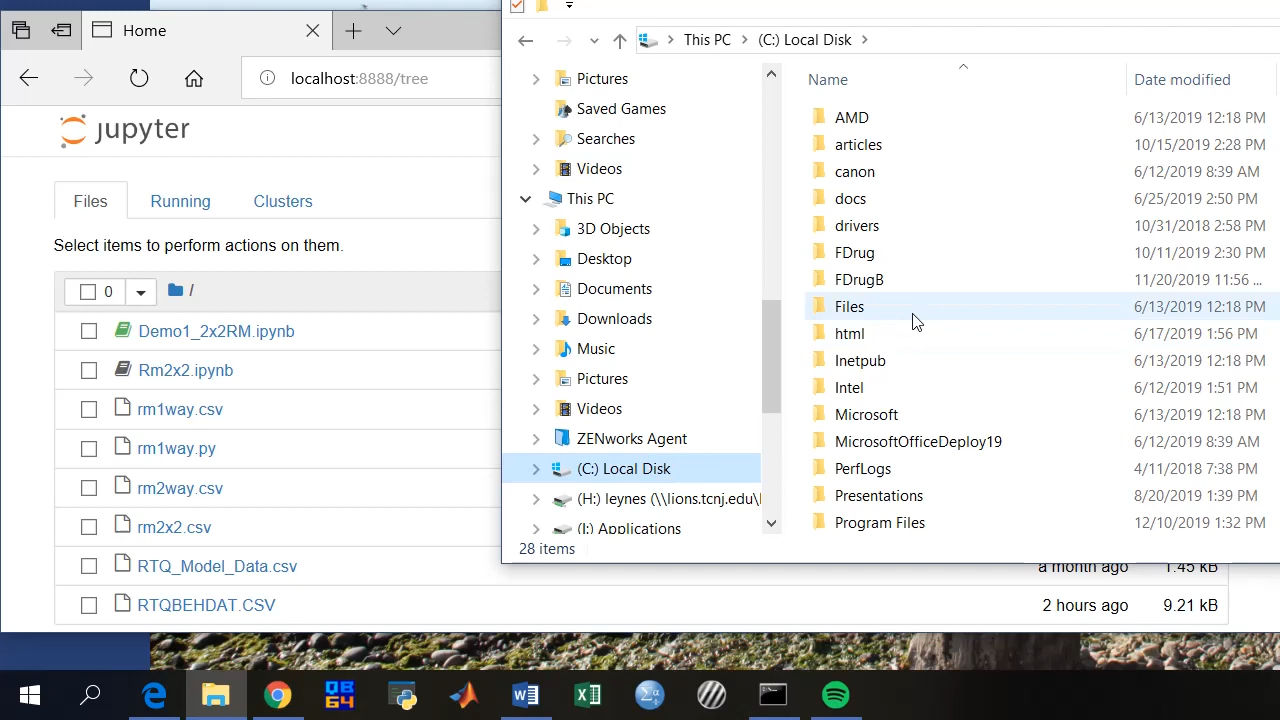 Home
localhost:8888/tree
jupyter
Files
Running
Clusters
Select items to perform actions on them.
0
/
Demo1_2x2RM.ipynb
Rm2x2.ipynb
rm1way.csv
rm1way.py
rm2way.csv
rm2x2.csv
RTQ_Model_Data.csv
a month ago
1.45 kB
RTQBEHDAT.CSV
2 hours ago
9.21 kB
This PC
(C:) Local Disk
Pictures
Saved Games
Searches
Videos
This PC
3D Objects
Desktop
Documents
Downloads
Music
Pictures
Videos
ZENworks Agent
(C:) Local Disk
(H:) leynes (\\lions.tcnj.edu\
(I:) Applications
28 items
Name
Date modified
AMD
6/13/2019 12:18 PM
articles
10/15/2019 2:28 PM
canon
6/12/2019 8:39 AM
docs
6/25/2019 2:50 PM
drivers
10/31/2018 2:58 PM
FDrug
10/11/2019 2:30 PM
FDrugB
11/20/2019 11:56 ...
Files
6/13/2019 12:18 PM
html
6/17/2019 1:56 PM
Inetpub
6/13/2019 12:18 PM
Intel
6/12/2019 1:51 PM
Microsoft
6/13/2019 12:18 PM
MicrosoftOfficeDeploy19
6/12/2019 8:39 AM
PerfLogs
4/11/2018 7:38 PM
Presentations
8/20/2019 1:39 PM
Program Files
12/10/2019 1:32 PM
QB
64